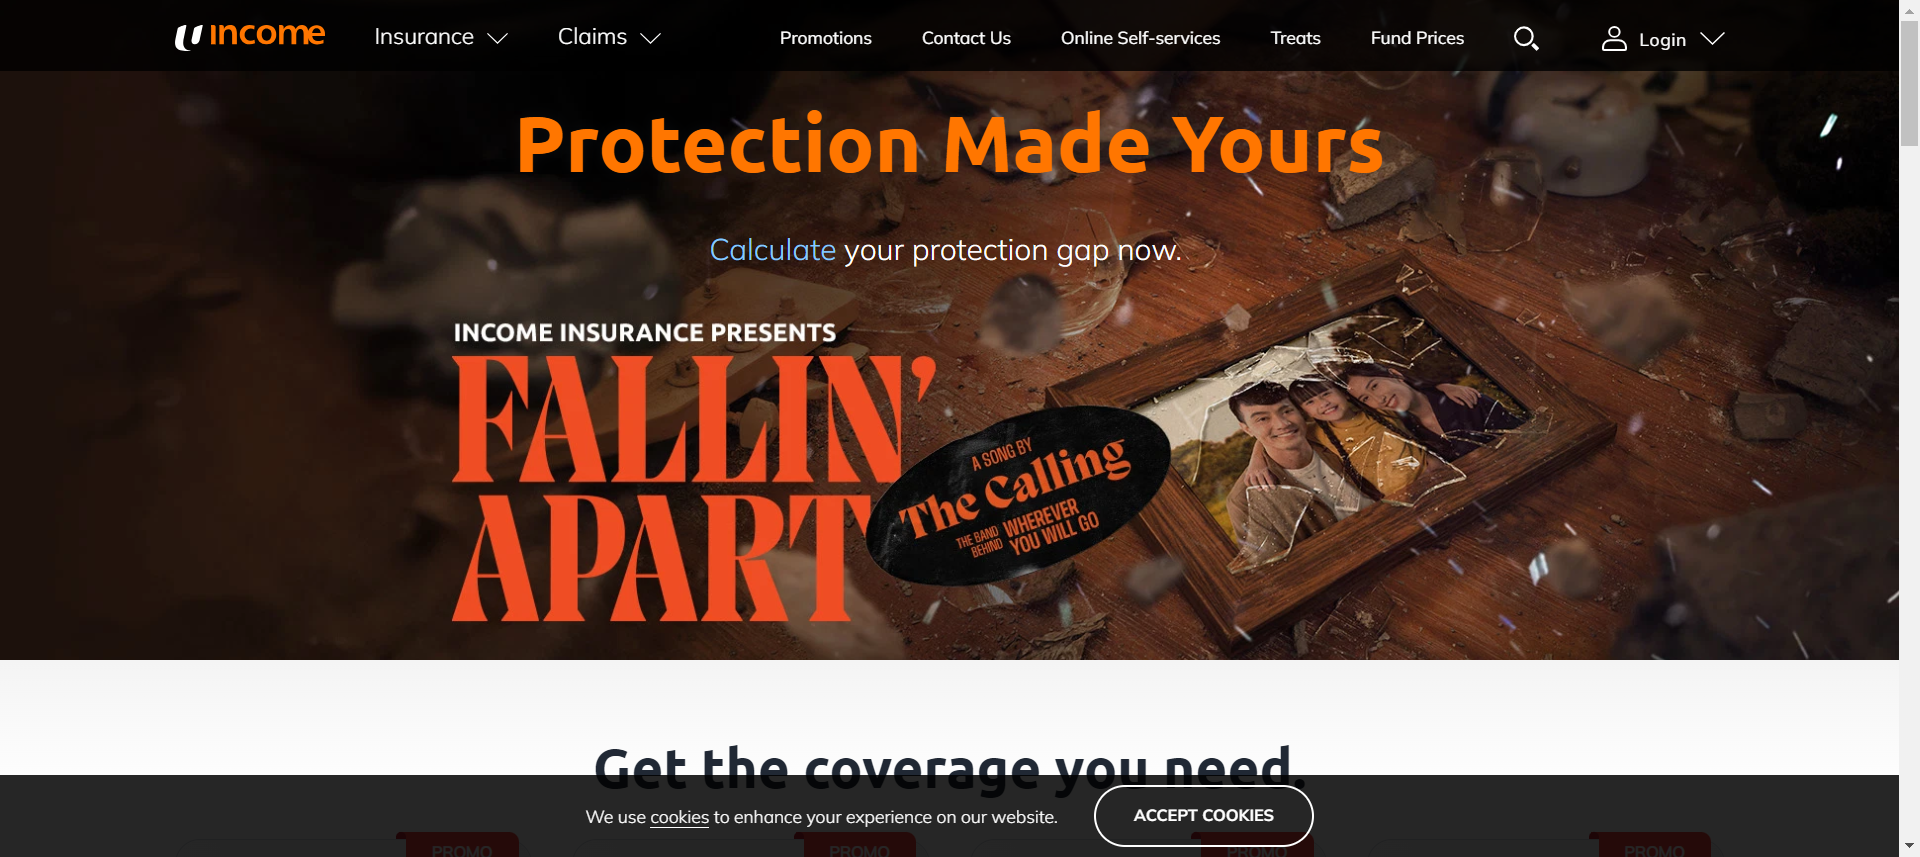 income
Insurance
Claims
Promotions
Contact Us
Online Self-services
Treats
Fund Prices
Login
Protection Made Yours
Calculate your protection gap now.
INCOME INSURANCE PRESENTS
FALLIN'
APART
A SONG BY
The Calling
THE BAND BEHIND WHEREVER YOU WILL GO
Get the coverage you need.
We use cookies to enhance your experience on our website.
ACCEPT COOKIES
PROMO
PROMO
PROMO
PROMO